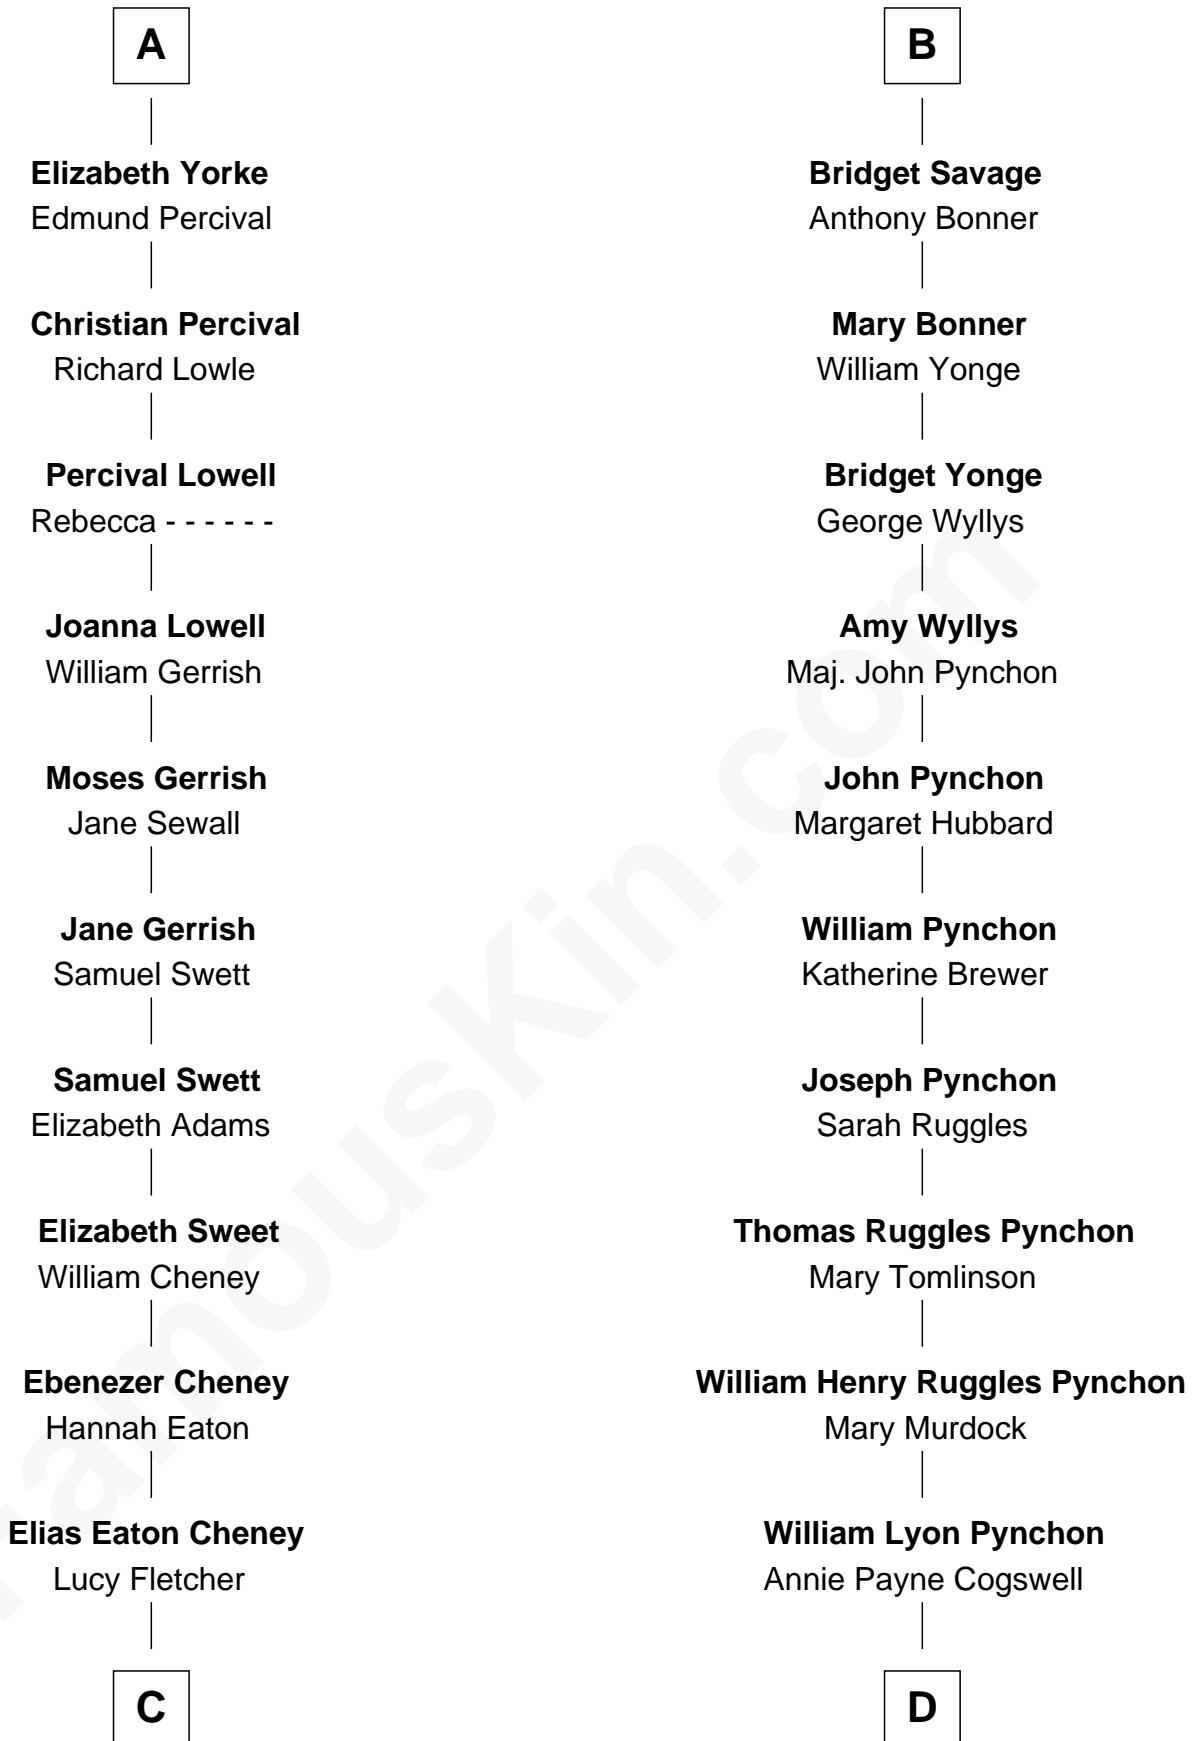 A
Elizabeth Yorke
Edmund Percival
Christian Percival
Richard Lowle
Percival Lowell
Rebecca - - - - - -
Joanna Lowell
William Gerrish
Moses Gerrish
Jane Sewall
Jane Gerrish
Samuel Swett
Samuel Swett
Elizabeth Adams
Elizabeth Sweet
William Cheney
Ebenezer Cheney
Hannah Eaton
Elias Eaton Cheney
Lucy Fletcher
C
B
Bridget Savage
Anthony Bonner
Mary Bonner
William Yonge
Bridget Yonge
George Wyllys
Amy Wyllys
Maj. John Pynchon
John Pynchon
Margaret Hubbard
William Pynchon
Katherine Brewer
Joseph Pynchon
Sarah Ruggles
Thomas Ruggles Pynchon
Mary Tomlinson
William Henry Ruggles Pynchon
Mary Murdock
William Lyon Pynchon
Annie Payne Cogswell
D
FamousKin.com